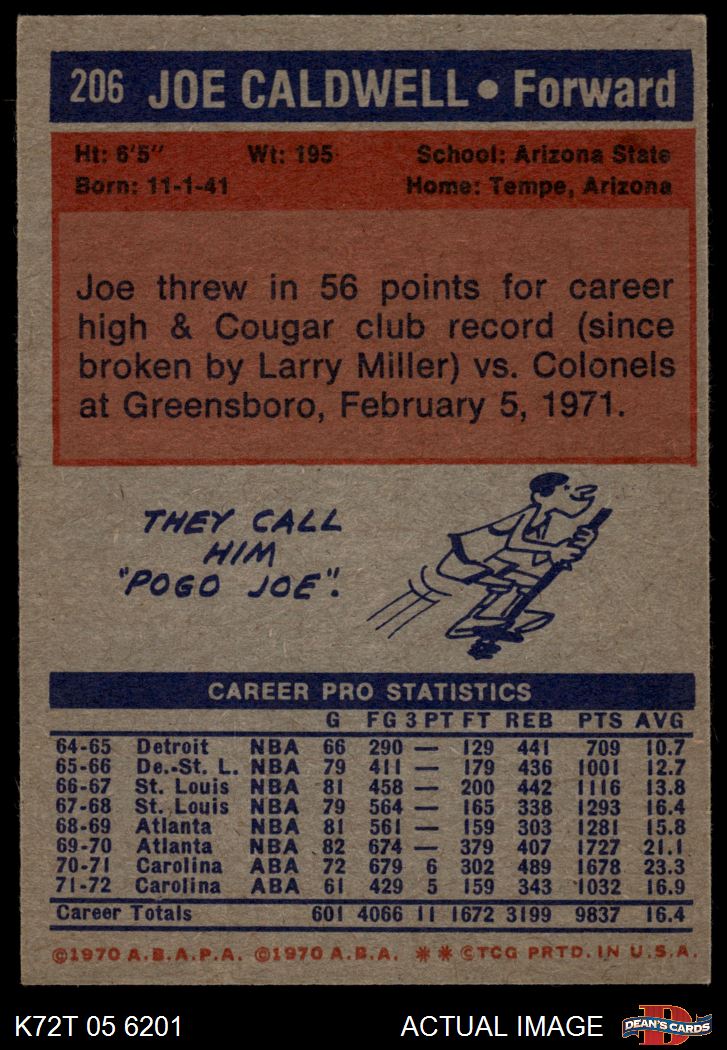 206 JOE CALDWELL • Forward
Ht: 6'5" Wt: 195 School: Arizona State
Born: 11-1-41 Home: Tempe, Arizona
Joe threw in 56 points for career
high & Cougar club record (since
broken by Larry Miller) vs. Colonels
at Greensboro, February 5, 1971.
THEY CALL
HIM
"POGO JOE".
CAREER PRO STATISTICS
G FG 3 PT FT REB PTS AVG
64-65 Detroit NBA 66 290 — 129 441 709 10.7
65-66 De.-St. L. NBA 79 411 — 179 436 1001 12.7
66-67 St. Louis NBA 81 458 — 200 442 1116 13.8
67-68 St. Louis NBA 79 564 — 165 338 1293 16.4
68-69 Atlanta NBA 81 561 — 159 303 1281 15.8
69-70 Atlanta NBA 82 674 — 379 407 1727 21.1
70-71 Carolina ABA 72 679 6 302 489 1678 23.3
71-72 Carolina ABA 61 429 5 159 343 1032 16.9
Career Totals 601 4066 11 1672 3199 9837 16.4
©1970 A.B.A.P.A. ©1970 A.B.A. ** ©TCG PRTD. IN U.S.A.
K72T 05 6201 ACTUAL IMAGE
D
DEAN'S CARDS